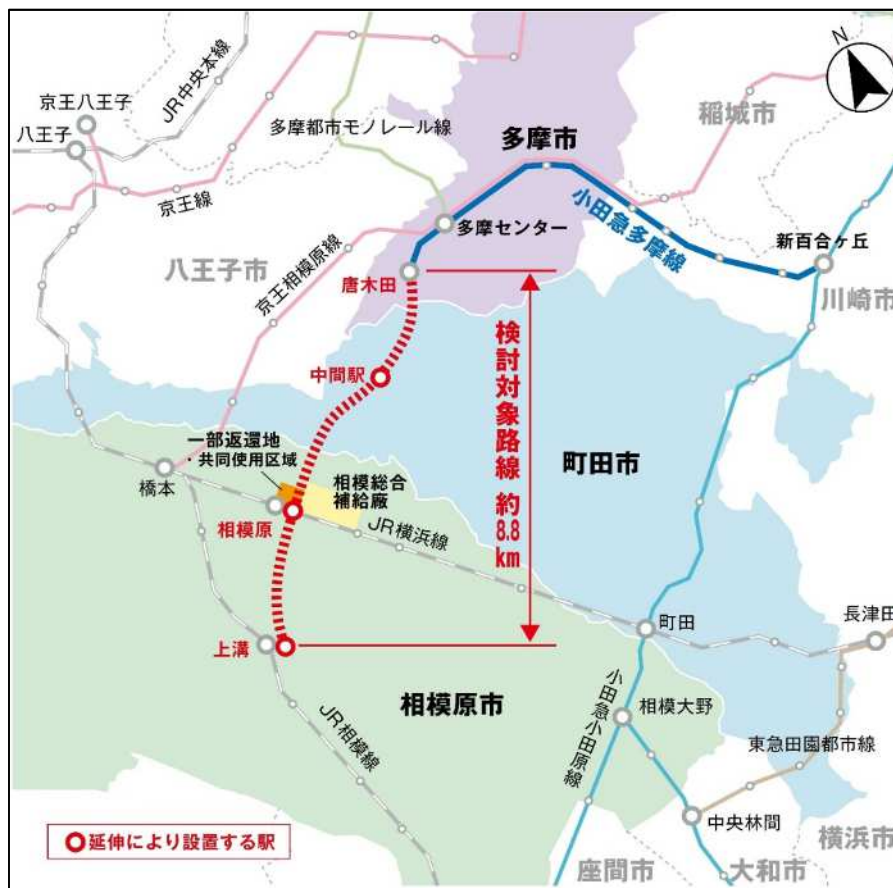 N
JR中央本線
京王八王子
八王子
多摩都市モノレール線
多摩市
稲城市
京王線
小田急多摩線
多摩センター
新百合ヶ丘
八王子市
京王相模原線
唐木田
川崎市
中間駅
検討対象路線 約8.8km
一部返還地
・共同使用区域
相模総合
補給廠
町田市
橋本
相模原
JR横浜線
町田
長津田
上溝
相模原市
小田急小田原線
相模大野
JR相模線
東急田園都市線
中央林間
横浜市
延伸により設置する駅
座間市
大和市